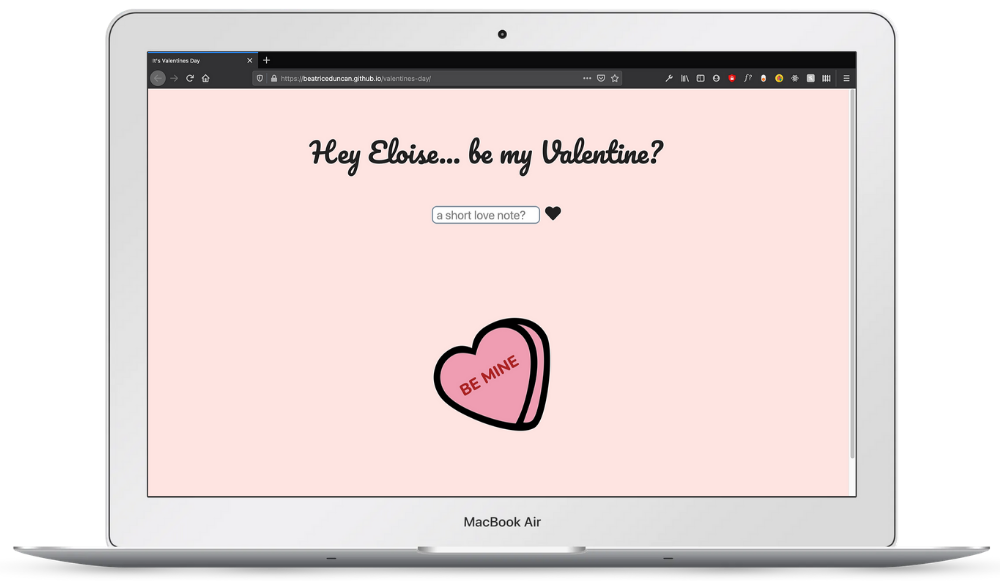 It's Valentines Day
https://beatriceduncan.github.io/valentines-day/
Hey Eloise... be my Valentine?
a short love note?
BE MINE
MacBook Air